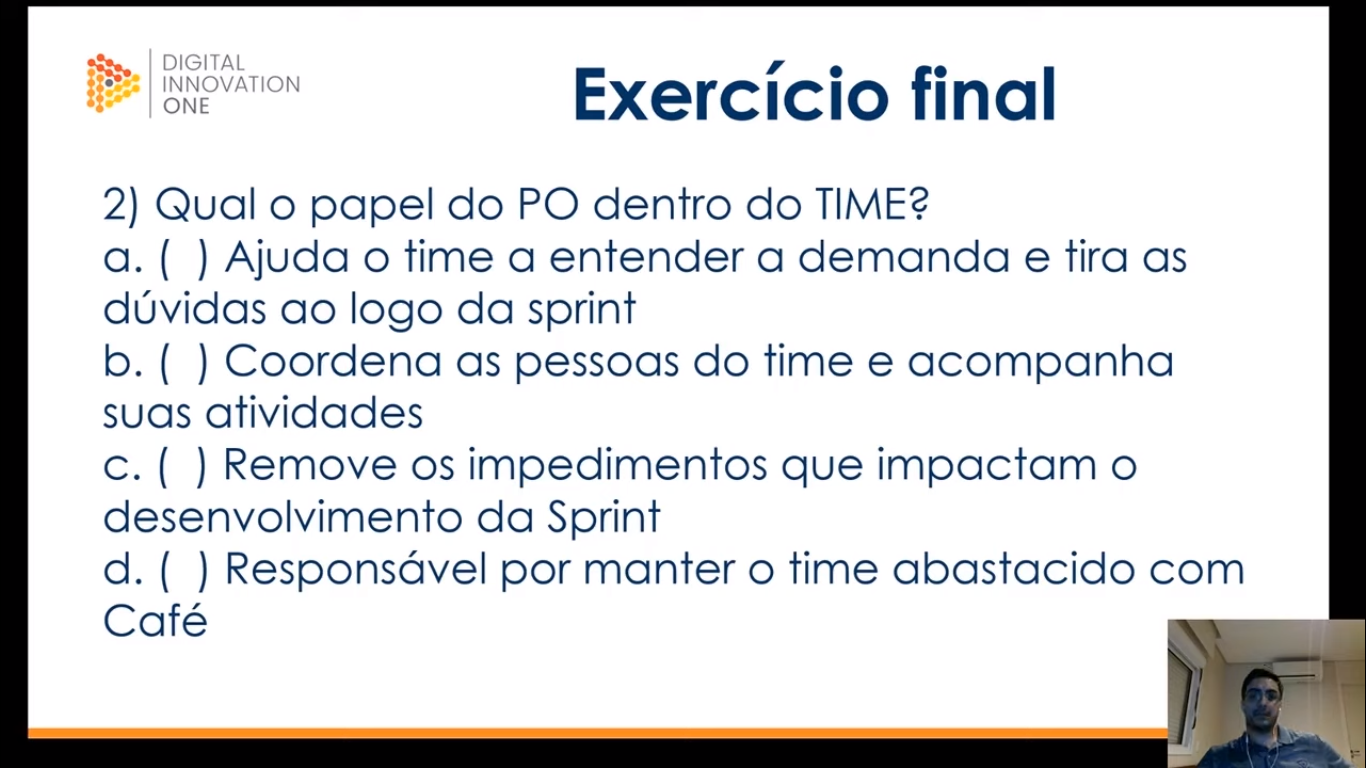 DIGITAL
INNOVATION
ONE
Exercício final
2) Qual o papel do PO dentro do TIME?
a. (  ) Ajuda o time a entender a demanda e tira as
dúvidas ao logo da sprint
b. (  ) Coordena as pessoas do time e acompanha
suas atividades
c. (  ) Remove os impedimentos que impactam o
desenvolvimento da Sprint
d. (  ) Responsável por manter o time abastacido com
Café